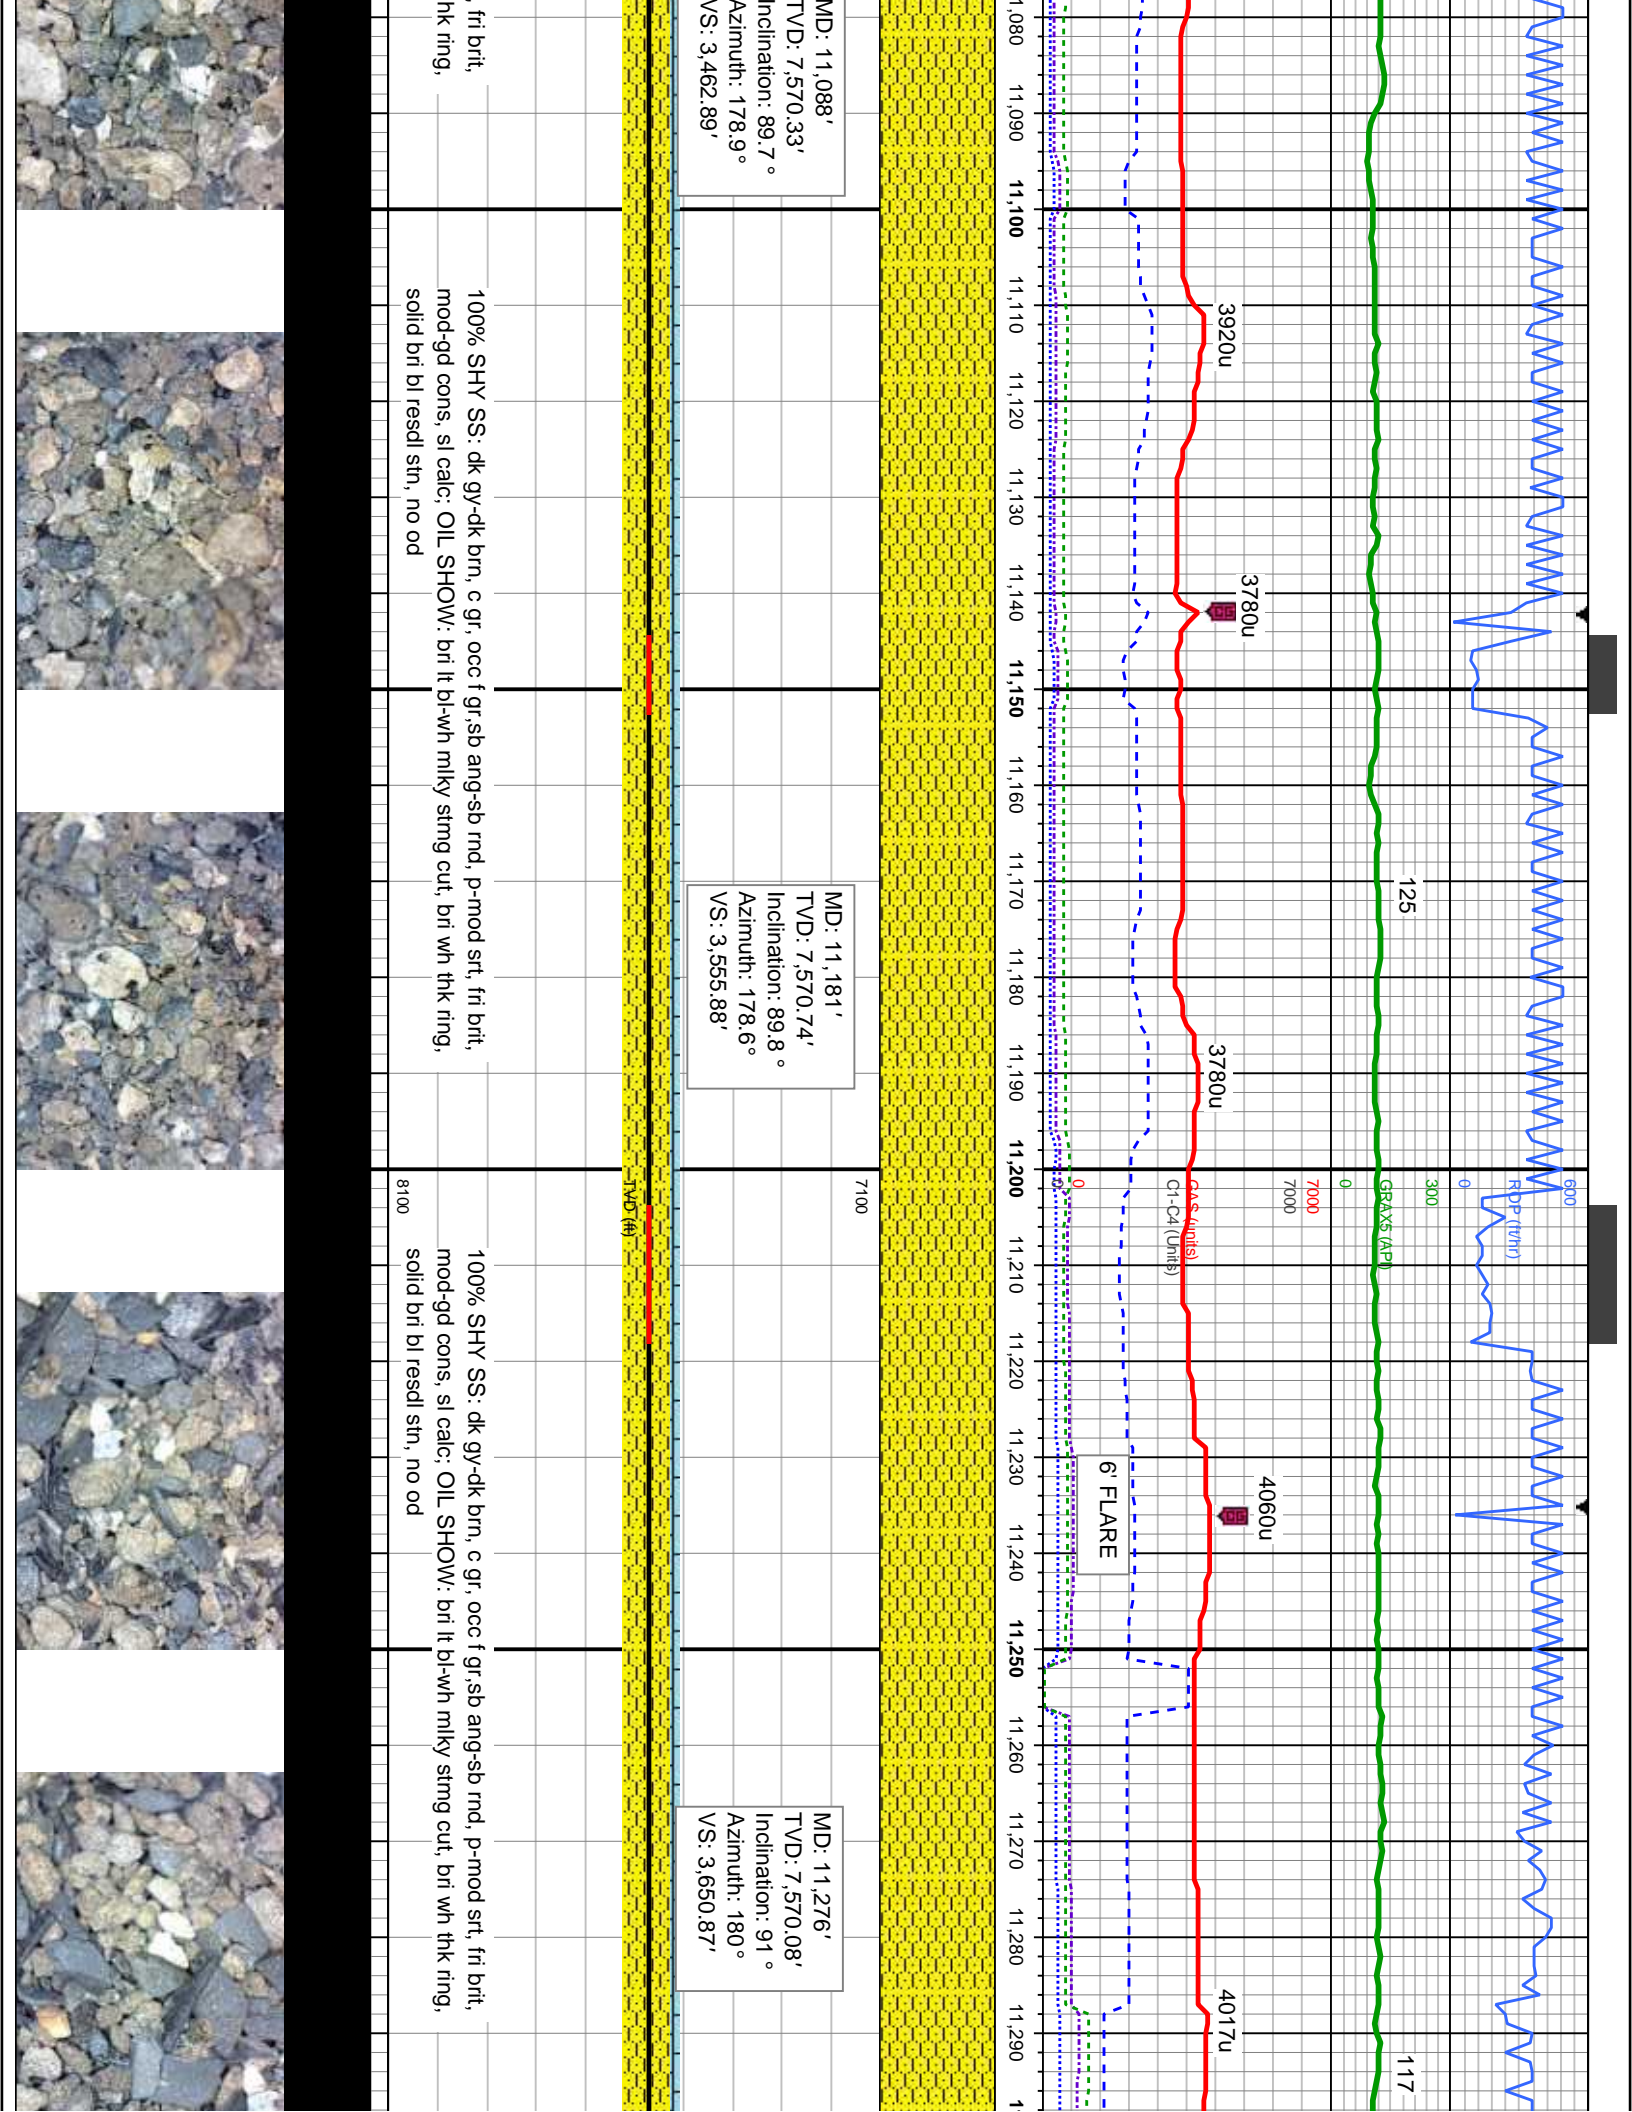 , fri brit,
hk ring,
MD: 11,088'
TVD: 7,570.33'
Inclination: 89.7 °
Azimuth: 178.9°
VS: 3,462.89'
100% SHY SS: dk gy-dk brn, c gr, occ f gr,sb ang-sb rnd, p-mod srt, fri brit,
mod-gd cons, sl calc; OIL SHOW: bri lt bl-wh mlky stmg cut, bri wh thk ring,
solid bri bl resdl stn, no od
MD: 11,181'
TVD: 7,570.74'
Inclination: 89.8 °
Azimuth: 178.6°
VS: 3,555.88'
100% SHY SS: dk gy-dk brn, c gr, occ f gr,sb ang-sb rnd, p-mod srt, fri brit,
mod-gd cons, sl calc; OIL SHOW: bri lt bl-wh mlky stmg cut, bri wh thk ring,
solid bri bl resdl stn, no od
MD: 11,276'
TVD: 7,570.08'
Inclination: 91 °
Azimuth: 180°
VS: 3,650.87'
7100
TVD (ft)
8100
600
ROP (ft/hr)
0
300
GRAX5 (API)
0
7000
7000
GAS (units)
C1-C4 (Units)
0
125
117
3920u
3780u
3780u
4060u
4017u
6' FLARE
,080
11,090
11,100
11,110
11,120
11,130
11,140
11,150
11,160
11,170
11,180
11,190
11,200
11,210
11,220
11,230
11,240
11,250
11,260
11,270
11,280
11,290